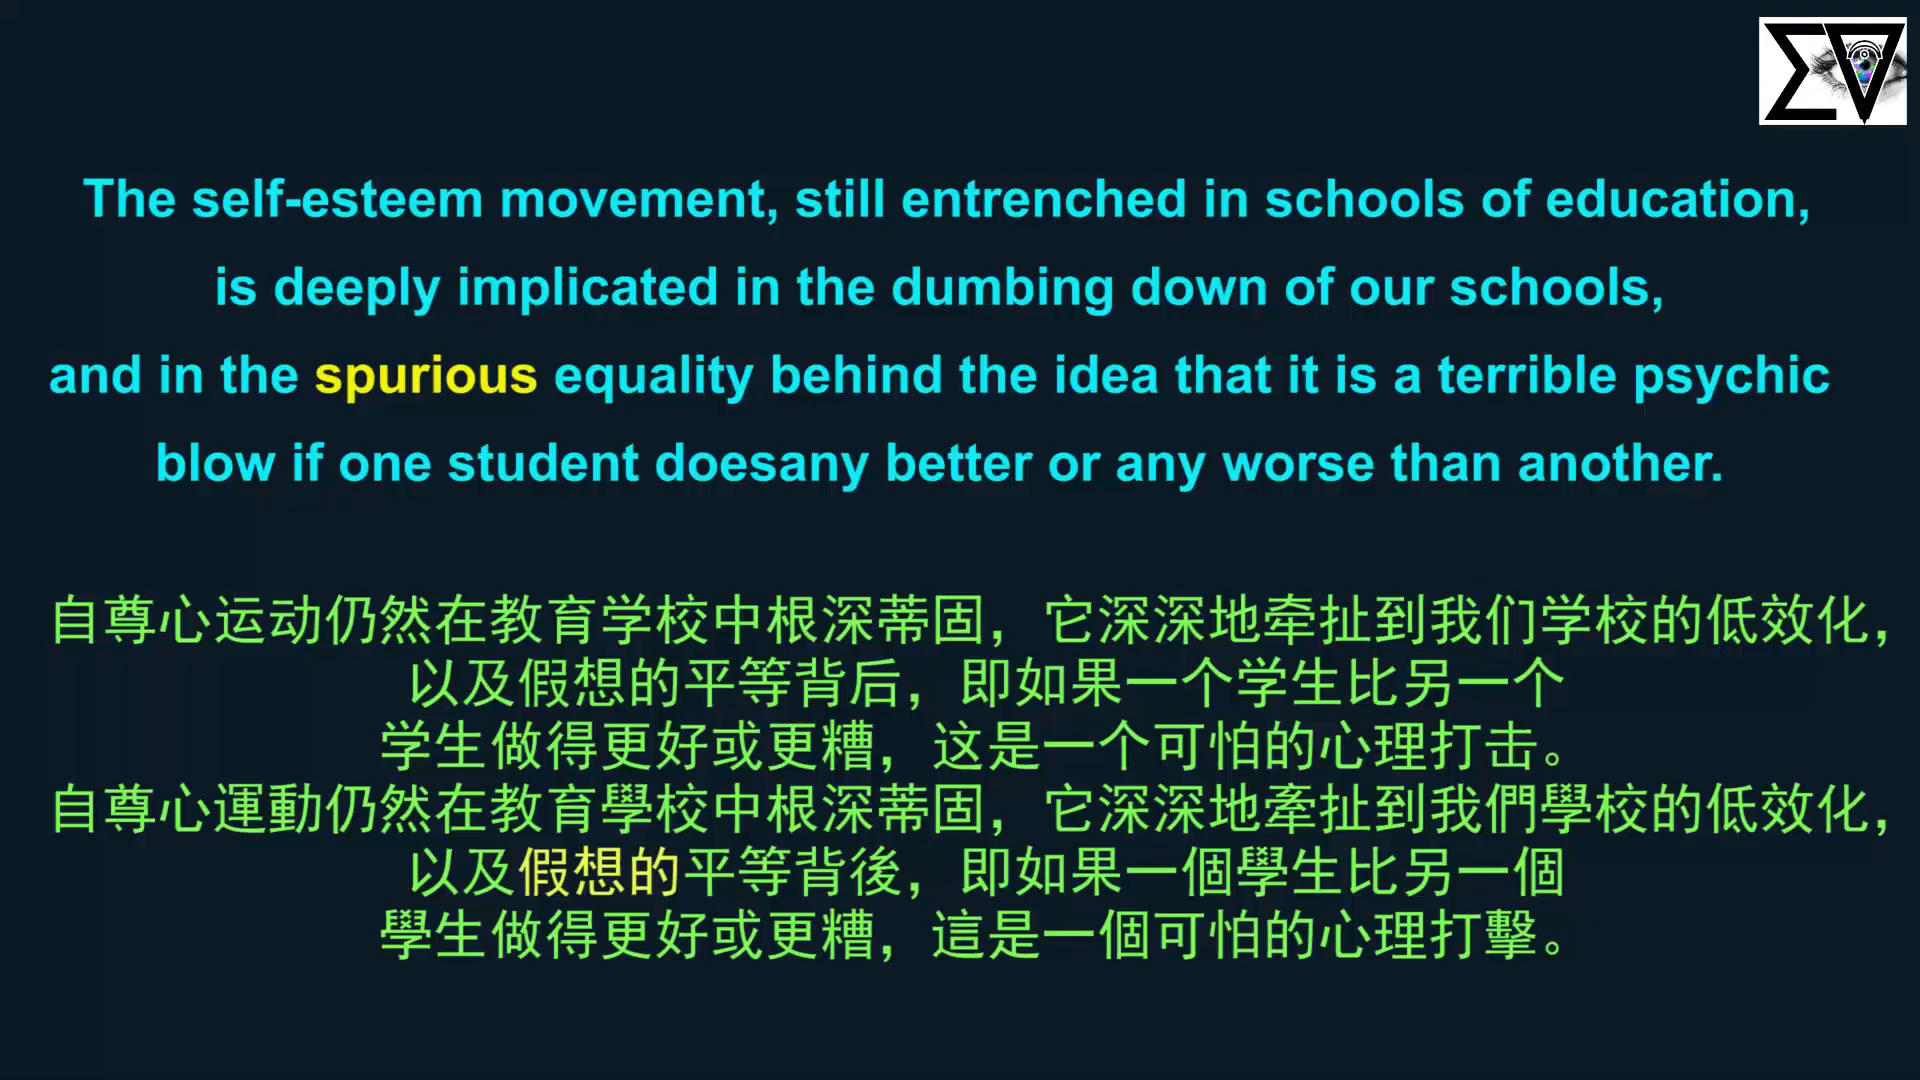 The self-esteem movement, still entrenched in schools of education,
is deeply implicated in the dumbing down of our schools,
and in the spurious equality behind the idea that it is a terrible psychic
blow if one student doesany better or any worse than another.
自尊心运动仍然在教育学校中根深蒂固，它深深地牵扯到我们学校的低效化，
以及假想的平等背后，即如果一个学生比另一个
学生做得更好或更糟，这是一个可怕的心理打击。
自尊心運動仍然在教育學校中根深蒂固，它深深地牽扯到我們學校的低效化，
以及假想的平等背後，即如果一個學生比另一個
學生做得更好或更糟，這是一個可怕的心理打擊。